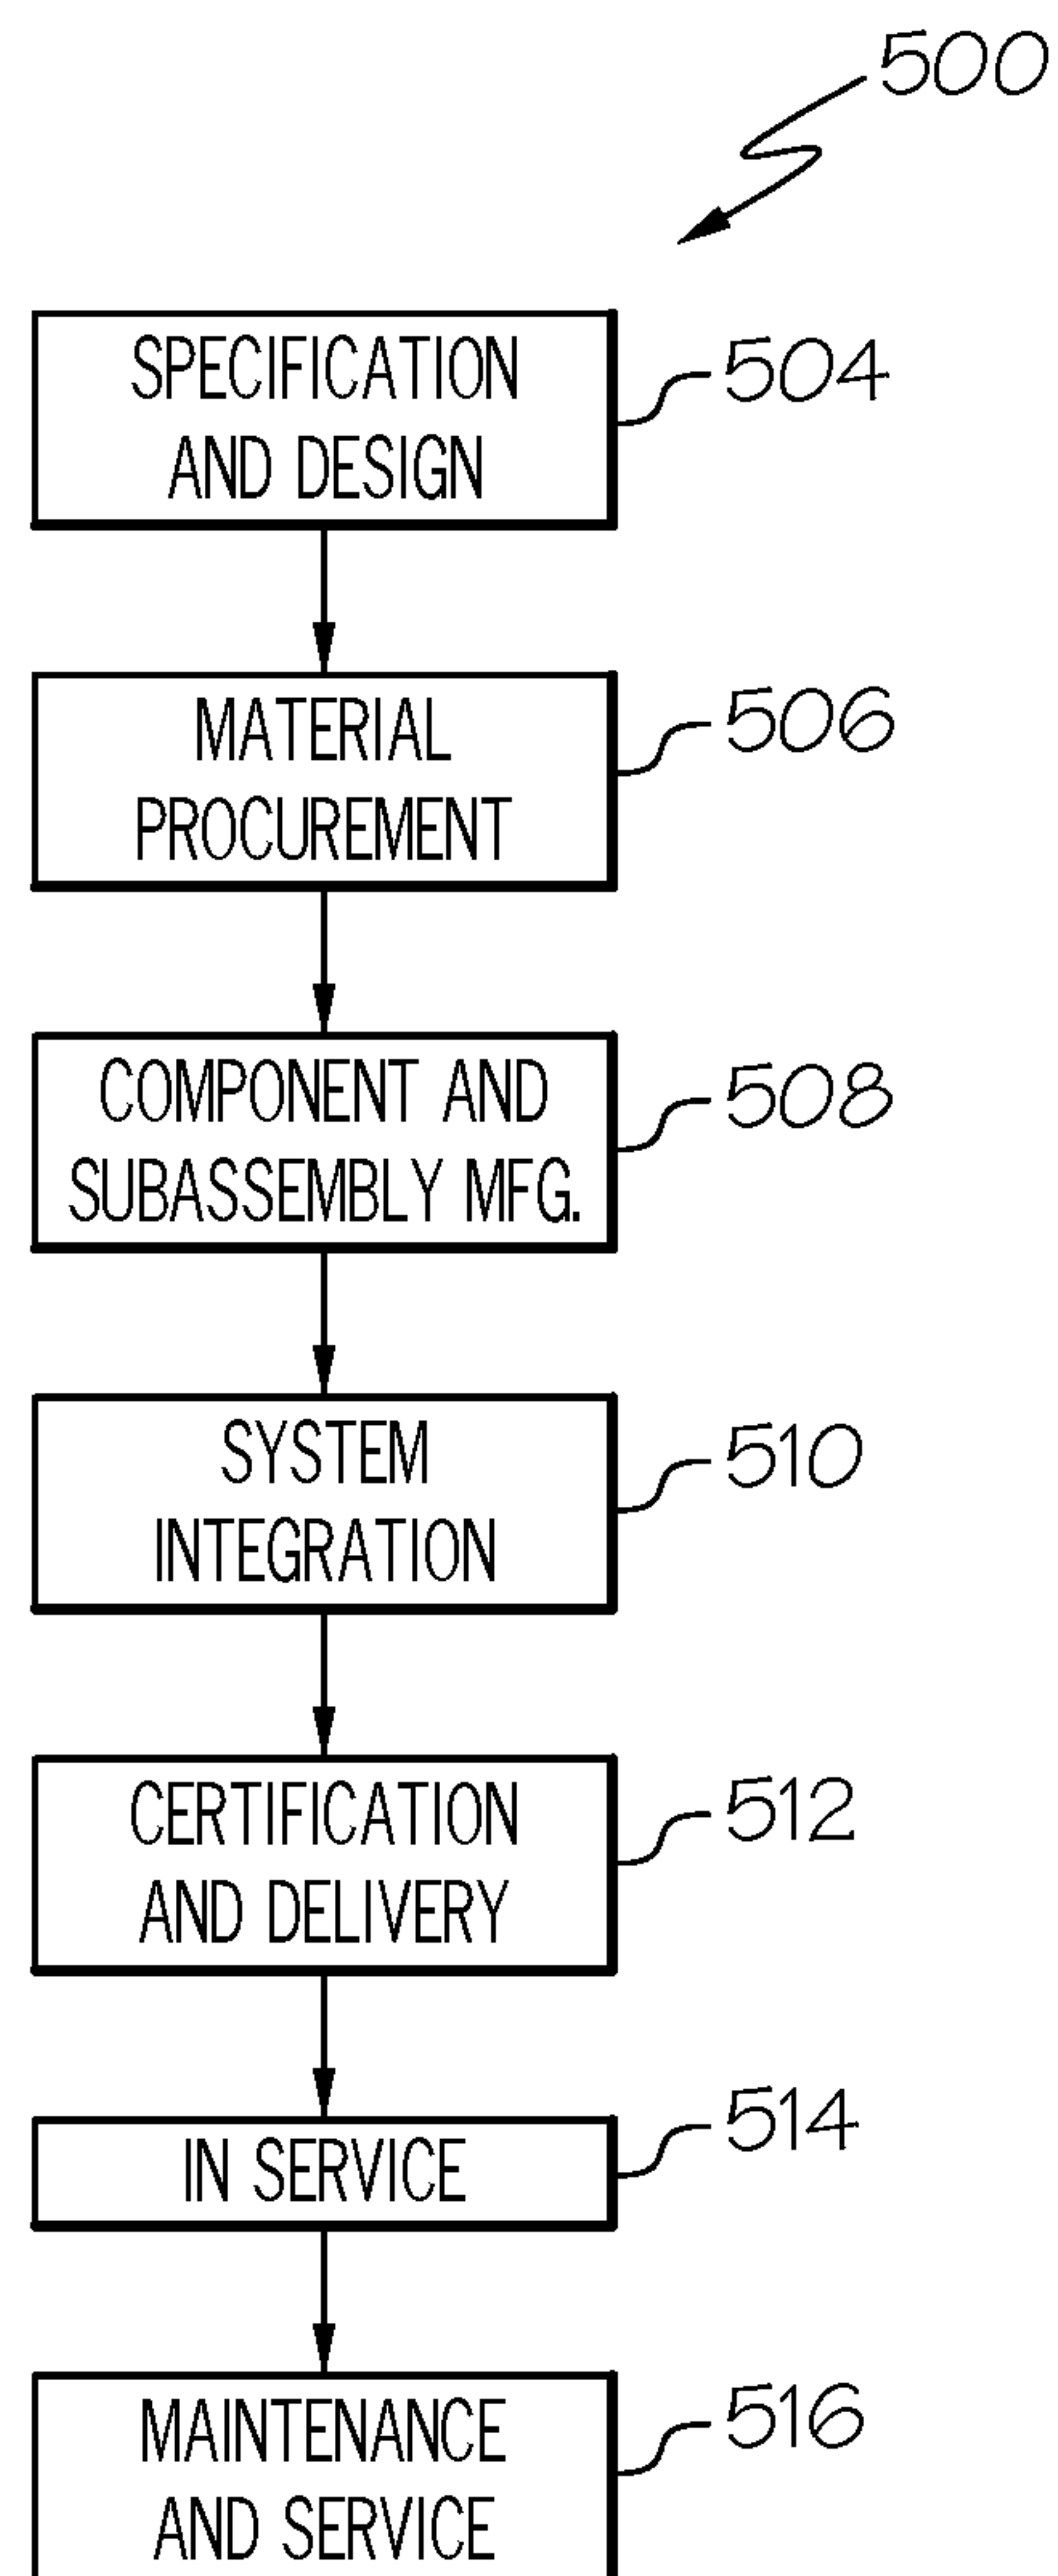 500
SPECIFICATION
AND DESIGN
504
MATERIAL
PROCUREMENT
506
COMPONENT AND
SUBASSEMBLY MFG.
508
SYSTEM
INTEGRATION
510
CERTIFICATION
AND DELIVERY
512
IN SERVICE
514
MAINTENANCE
AND SERVICE
516